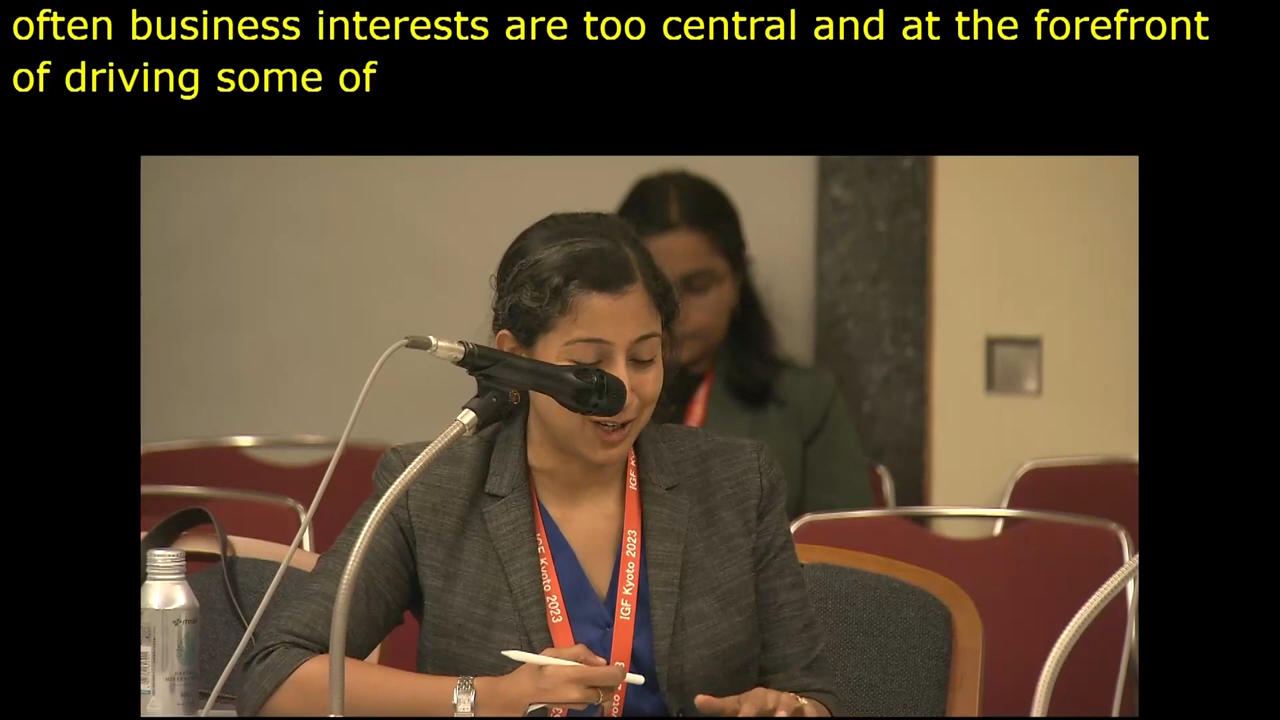 often business interests are too central and at the forefront
of driving some of
IGF K
IGF Kyoto 2023
IGF Kyoto 2023